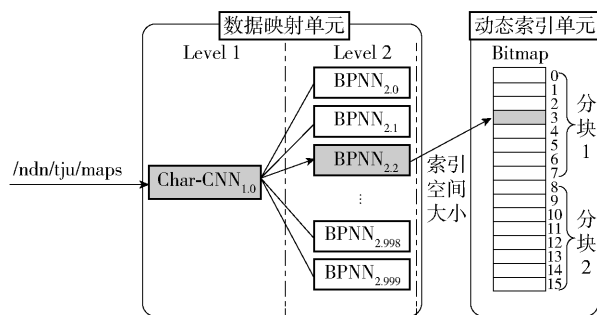 数据映射单元
动态索引单元
Level 1
Level 2
Bitmap
/ndn/tju/maps
Char-CNN1.0
BPNN2.0
BPNN2.1
BPNN2.2
⋮
BPNN2.998
BPNN2.999
索引
空间
大小
0
1
2
3
4
5
6
7
8
9
10
11
12
13
14
15
分块1
分块2